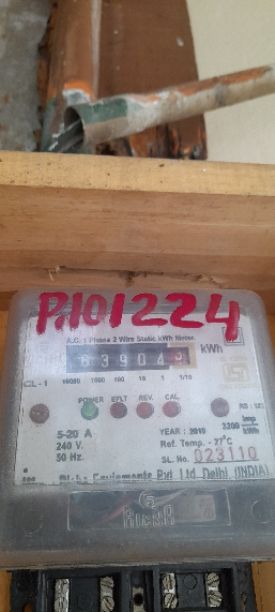 P.101224
A.C. 1 Phase 2 Wire Static kWh Meter
63904
kWh
CL - 1
10000 1000 100 10 1 1/10
POWER EFLT REV. CAL
5-20 A
240 V.
50 Hz.
YEAR : 2010
3200
Ref. Temp. - 27°C
SL. No. 023110
Equipments Pvt. Ltd. Delhi, (INDIA)